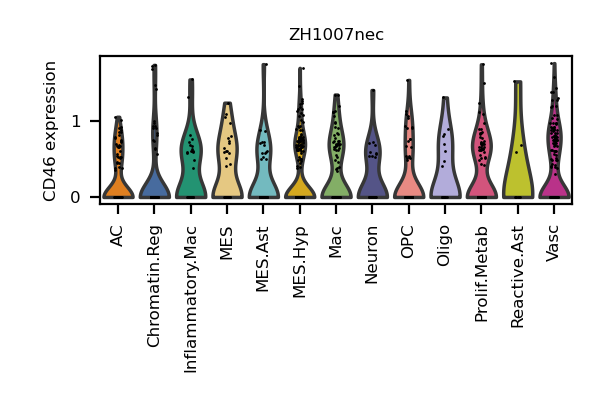 ZH1007nec
CD46 expression
1
0
AC
Chromatin.Reg
Inflammatory.Mac
MES
MES.Ast
MES.Hyp
Mac
Neuron
OPC
Oligo
Prolif.Metab
Reactive.Ast
Vasc